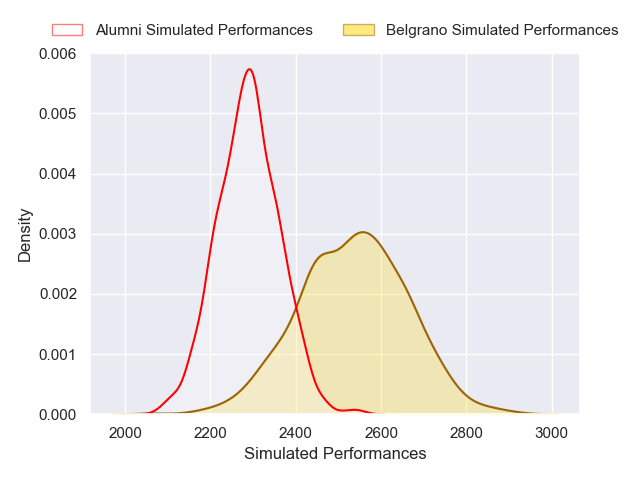 Alumni Simulated Performances Belgrano Simulated Performances
0.006
0.005
0.004
0.003
0.002
0.001
0.000
Density
2000 2200 2400 2600 2800 3000
Simulated Performances